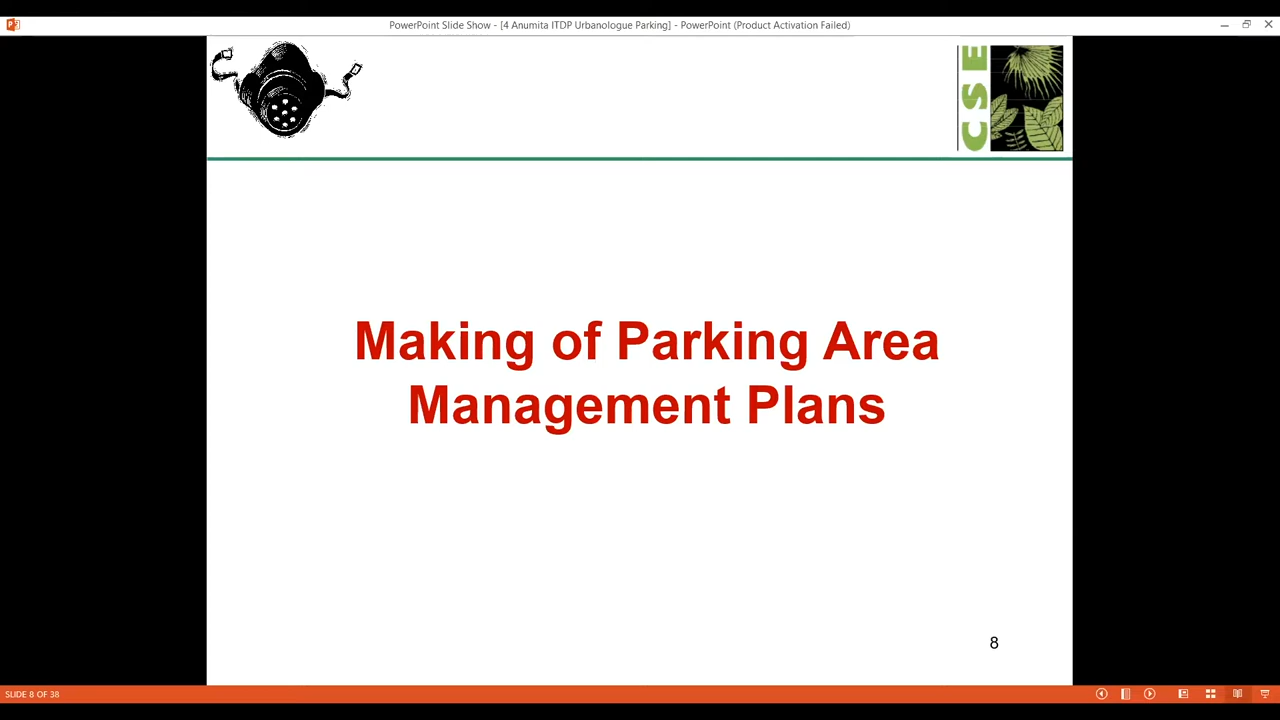 PowerPoint Slide Show - [4 Anumita ITDP Urbanologue Parking] - PowerPoint (Product Activation Failed)
CSE
Making of Parking Area
Management Plans
8
SLIDE 8 OF 38